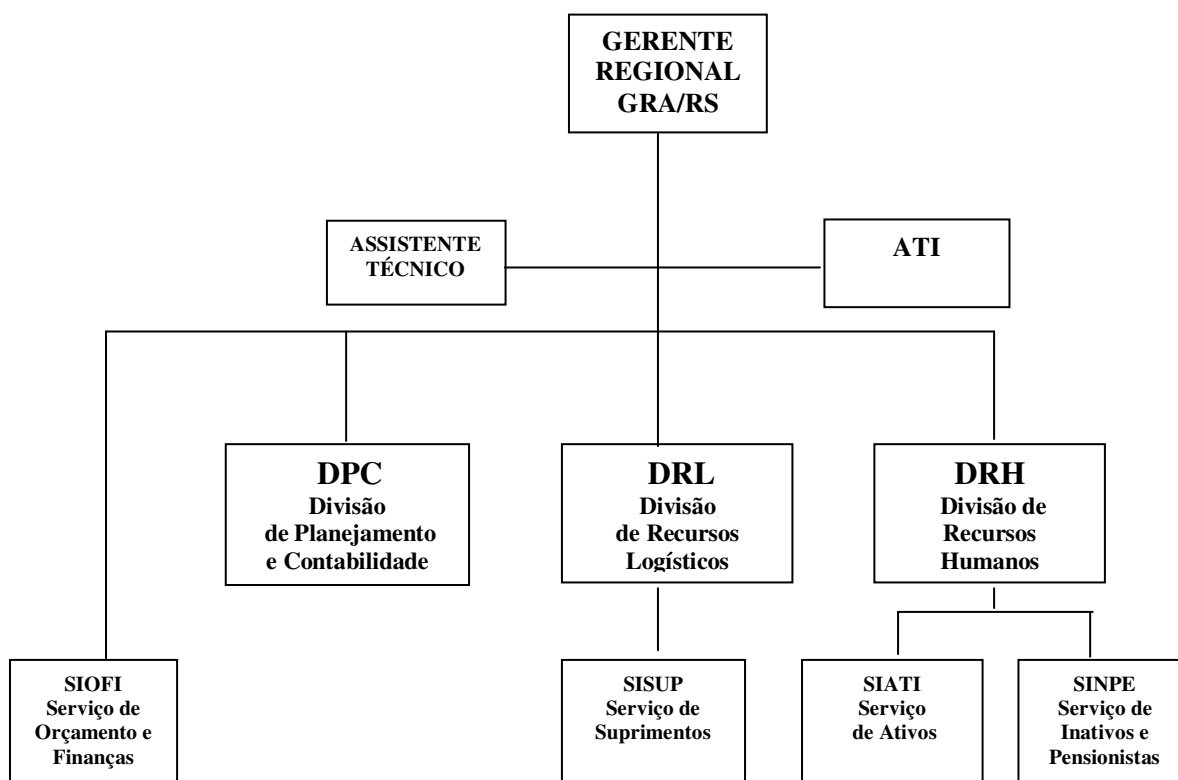 GERENTE
REGIONAL
GRA/RS
ASSISTENTE
TÉCNICO
ATI
DPC
Divisão
de Planejamento
e Contabilidade
DRL
Divisão
de Recursos
Logísticos
DRH
Divisão de
Recursos
Humanos
SIOFI
Serviço de
Orçamento e
Finanças
SISUP
Serviço de
Suprimentos
SIATI
Serviço
de Ativos
SINPE
Serviço de
Inativos e
Pensionistas